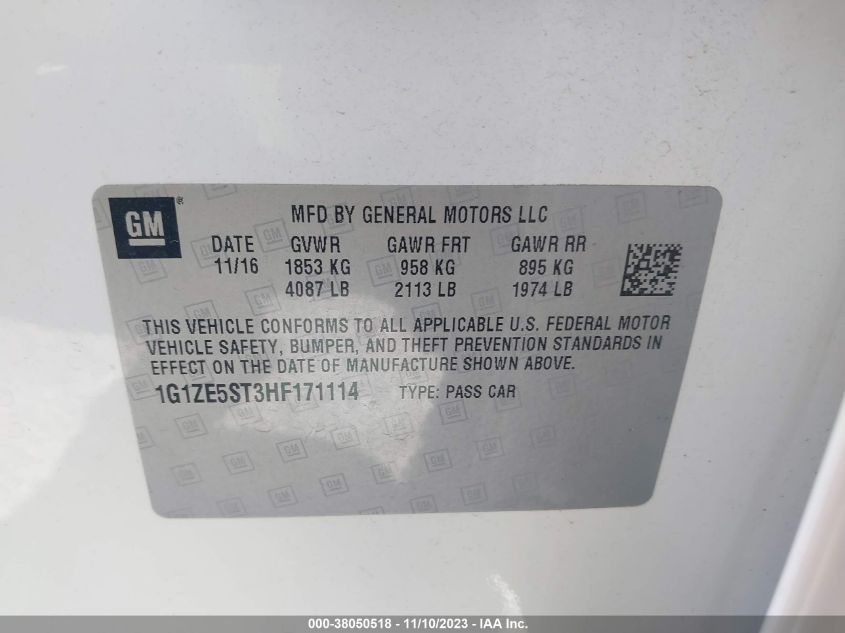 GM®
MFD BY GENERAL MOTORS LLC
DATE GVWR GAWR FRT GAWR RR
11/16 1853 KG 958 KG 895 KG
4087 LB 2113 LB 1974 LB
THIS VEHICLE CONFORMS TO ALL APPLICABLE U.S. FEDERAL MOTOR
VEHICLE SAFETY, BUMPER, AND THEFT PREVENTION STANDARDS IN
EFFECT ON THE DATE OF MANUFACTURE SHOWN ABOVE.
1G1ZE5ST3HF171114 TYPE: PASS CAR
000-38050518 - 11/10/2023 - IAA Inc.